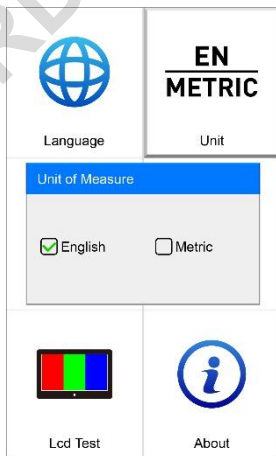 EN
METRIC
Language
Unit
Unit of Measure
English
Metric
Lcd Test
About